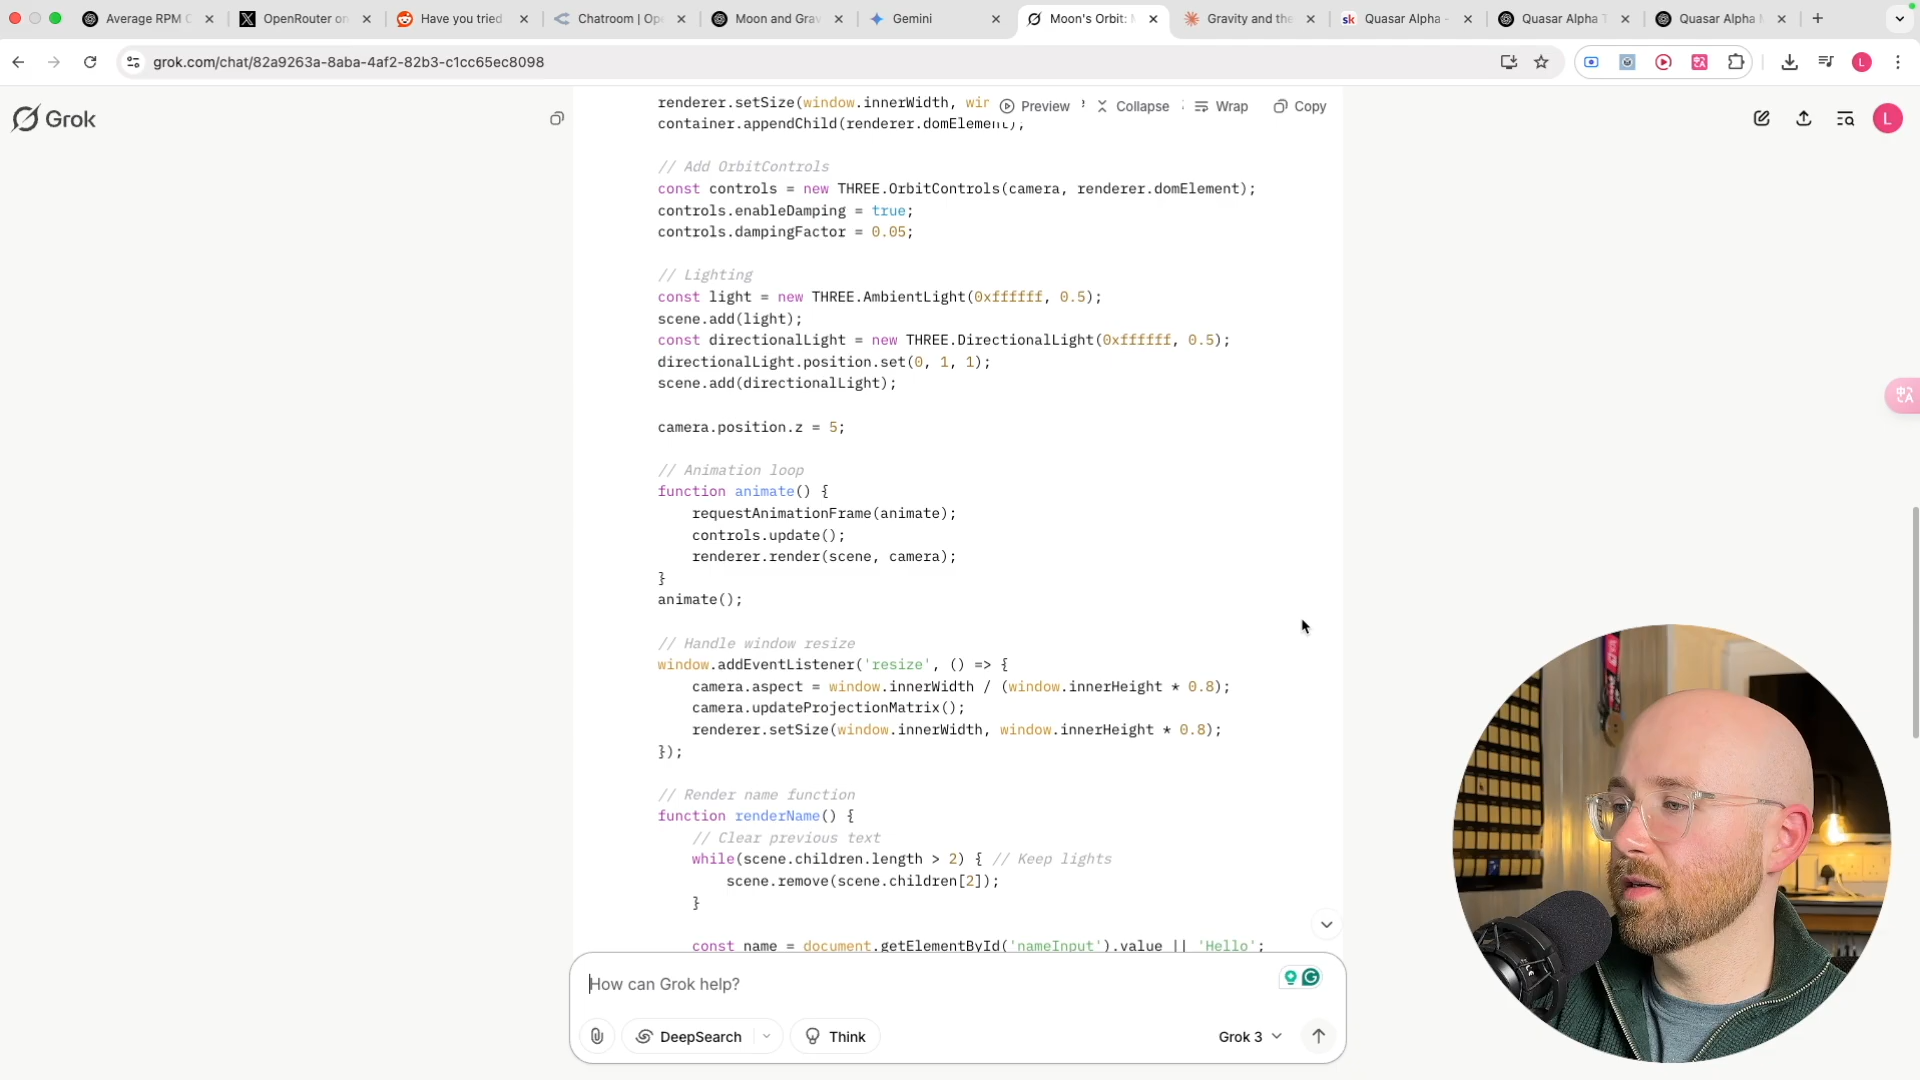 Average RPM C
OpenRouter on
Have you tried
Chatroom | Ope
Moon and Grav
Gemini
Moon's Orbit: M
Gravity and the
Quasar Alpha -
Quasar Alpha T
Quasar Alpha M
grok.com/chat/82a9263a-8aba-4af2-82b3-c1cc65ec8098
L
Grok
L
Preview
Collapse
Wrap
Copy
renderer.setSize(window.innerWidth, win
container.appendChild(renderer.domElement);
// Add OrbitControls
const controls = new THREE.OrbitControls(camera, renderer.domElement);
controls.enableDamping = true;
controls.dampingFactor = 0.05;
// Lighting
const light = new THREE.AmbientLight(0xffffff, 0.5);
scene.add(light);
const directionalLight = new THREE.DirectionalLight(0xffffff, 0.5);
directionalLight.position.set(0, 1, 1);
scene.add(directionalLight);
camera.position.z = 5;
// Animation loop
function animate() {
requestAnimationFrame(animate);
controls.update();
renderer.render(scene, camera);
}
animate();
// Handle window resize
window.addEventListener('resize', () => {
camera.aspect = window.innerWidth / (window.innerHeight * 0.8);
camera.updateProjectionMatrix();
renderer.setSize(window.innerWidth, window.innerHeight * 0.8);
});
// Render name function
function renderName() {
// Clear previous text
while(scene.children.length > 2) { // Keep lights
scene.remove(scene.children[2]);
}
const name = document.getElementById('nameInput').value || 'Hello';
How can Grok help?
DeepSearch
Think
Grok 3